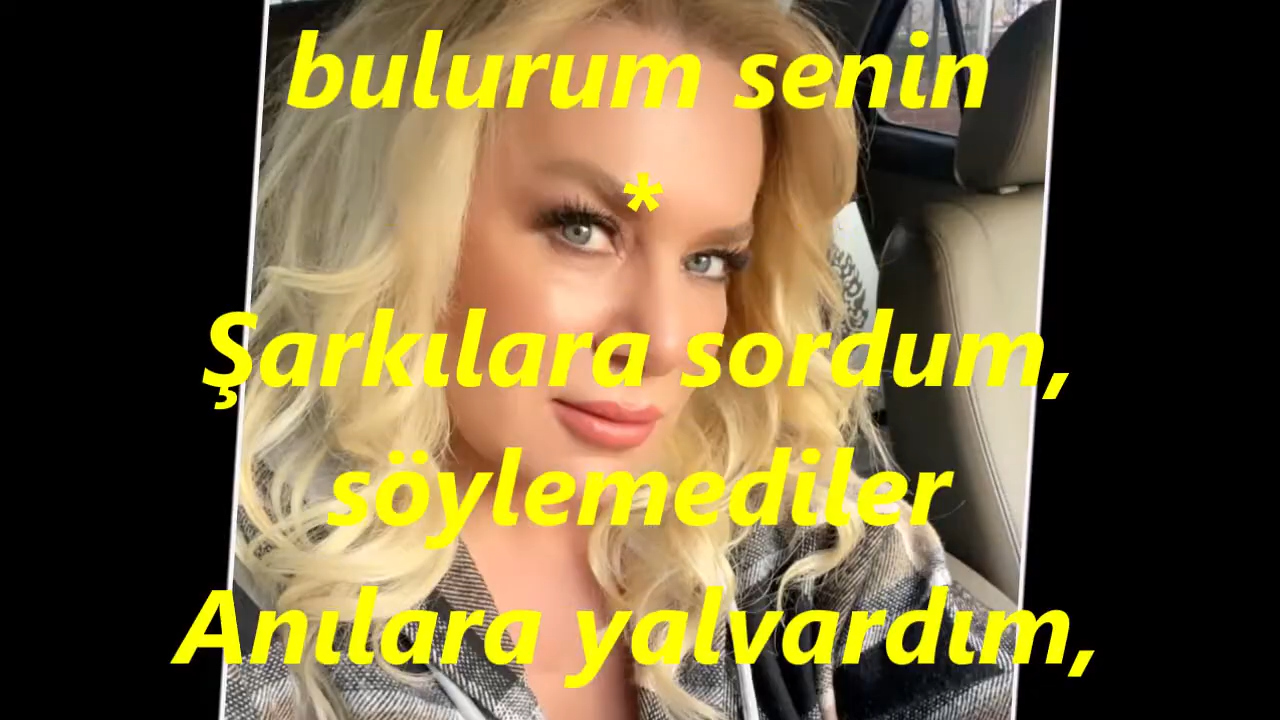 bulurum senin
*
Şarkılara sordum,
söylemediler
Anılara yalvardım,